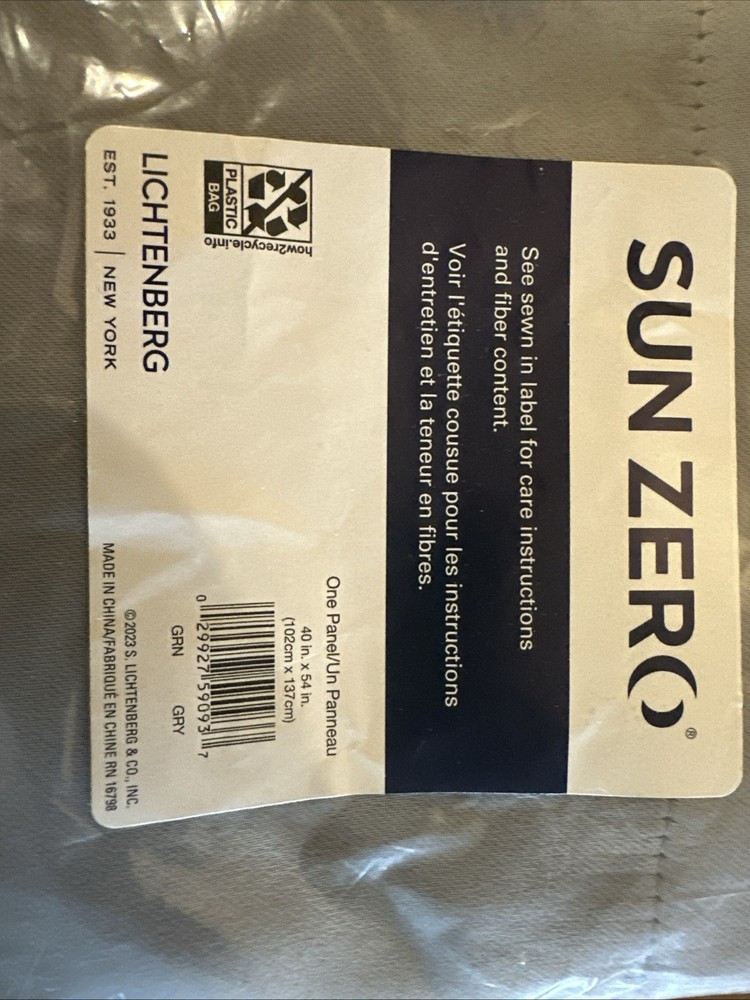 SUN ZERO®
See sewn in label for care instructions
and fiber content.
Voir l'étiquette cousue pour les instructions
d'entretien et la teneur en fibres.
One Panel/Un Panneau
40 in. x 54 in.
(102cm x 137cm)
0 29927 59093 7
GRN GRY
how2recycle.info
PLASTIC
BAG
LICHTENBERG
EST. 1933 | NEW YORK
©2023 S. LICHTENBERG & CO., INC.
MADE IN CHINA/FABRIQUÉ EN CHINE RN 16798